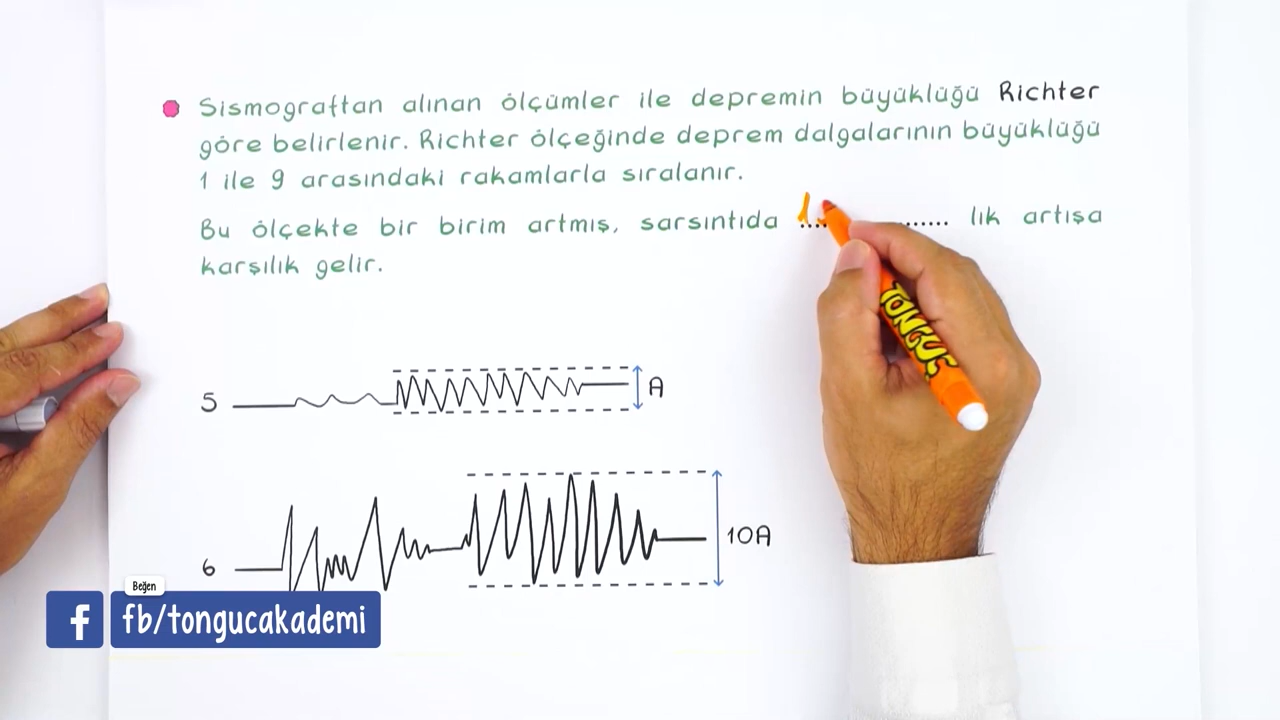 Sismograftan alınan ölçümler ile depremin büyüklüğü Richter
göre belirlenir. Richter ölçeğinde deprem dalgalarının büyüklüğü
1 ile 9 arasındaki rakamlarla sıralanır.
Bu ölçekte bir birim artmış, sarsıntıda 1 .... ....... lık artışa
karşılık gelir.
TONGUÇ
5 A
6 10A
Beğen
f fb/tongucakademi